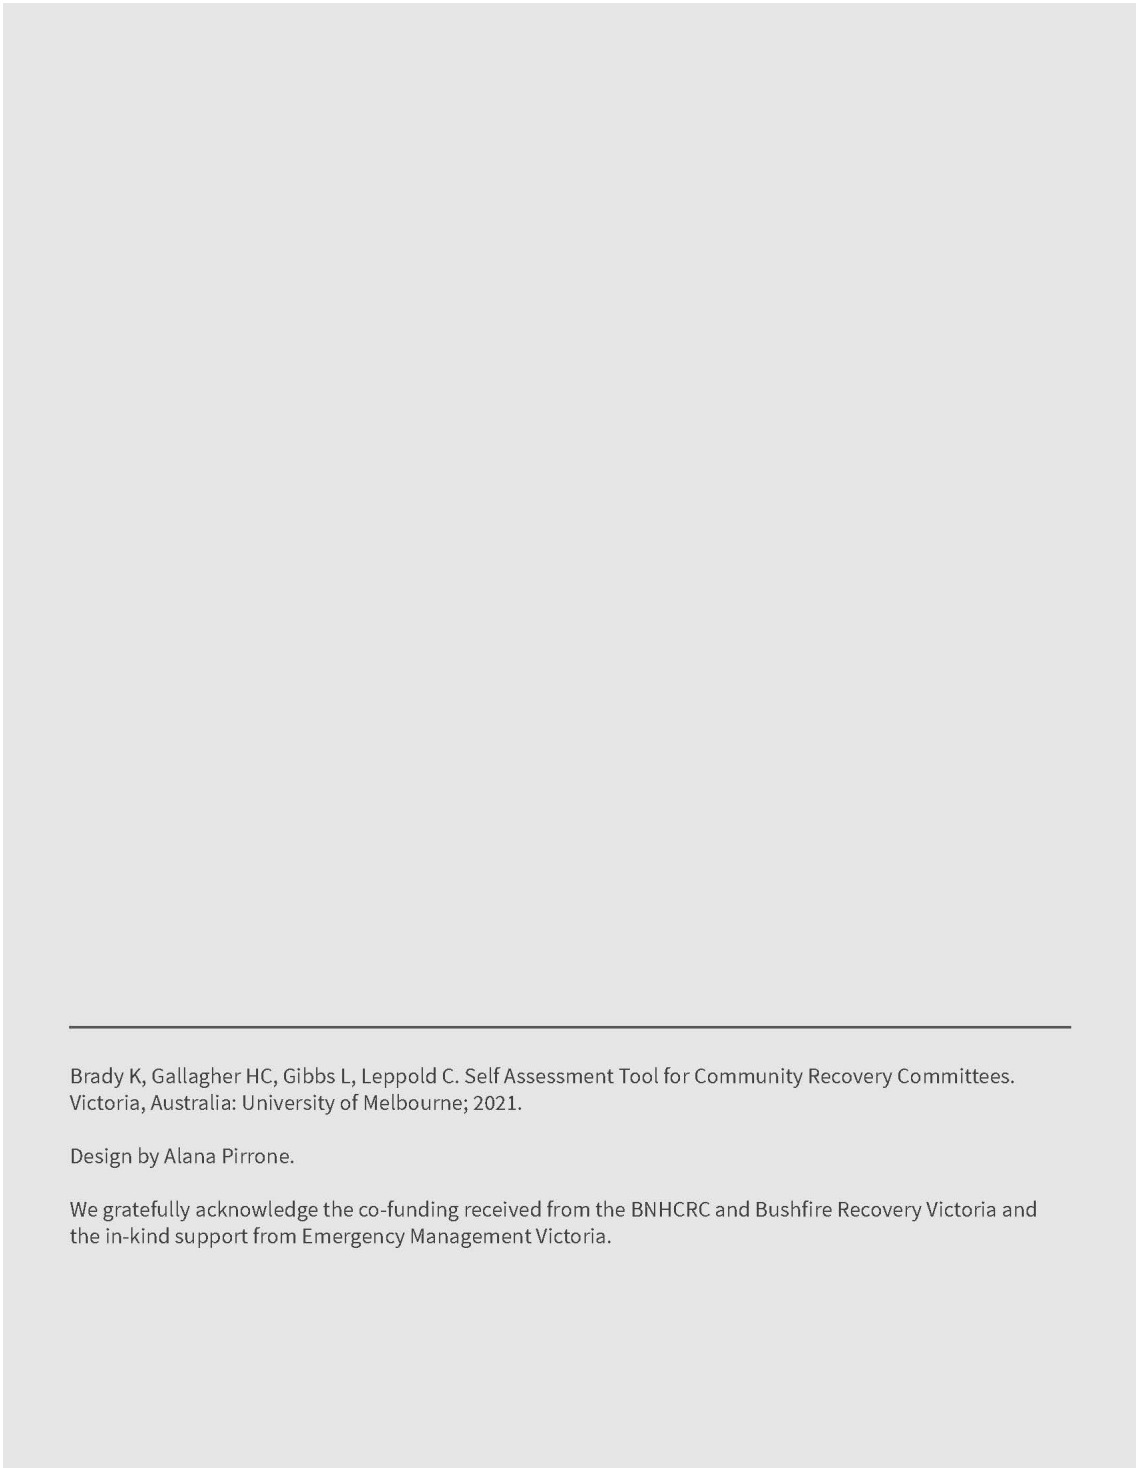 Brady K, Gallagher HC, Gibbs L, Leppold C. Self Assessment Tool for Community Recovery Committees.
Victoria, Australia: University of Melbourne; 2021.
Design by Alana Pirrone.
We gratefully acknowledge the co-funding received from the BNHCRC and Bushfire Recovery Victoria and
the in-kind support from Emergency Management Victoria.